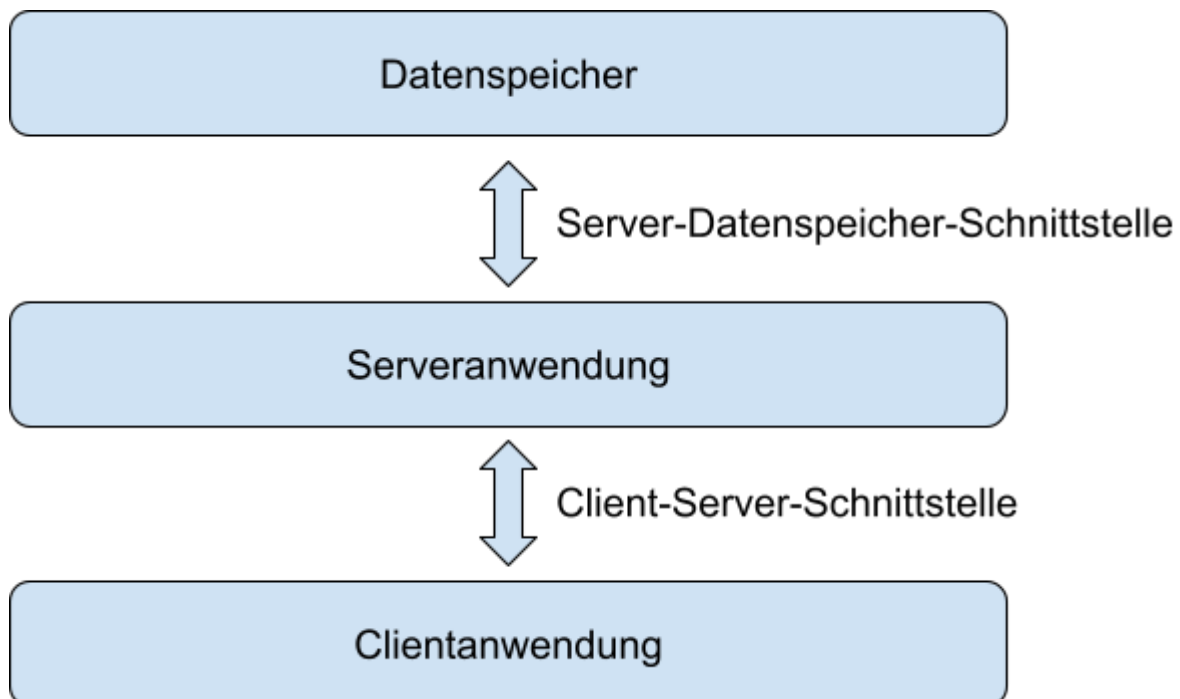 Datenspeicher
Server-Datenspeicher-Schnittstelle
Serveranwendung
Client-Server-Schnittstelle
Clientanwendung